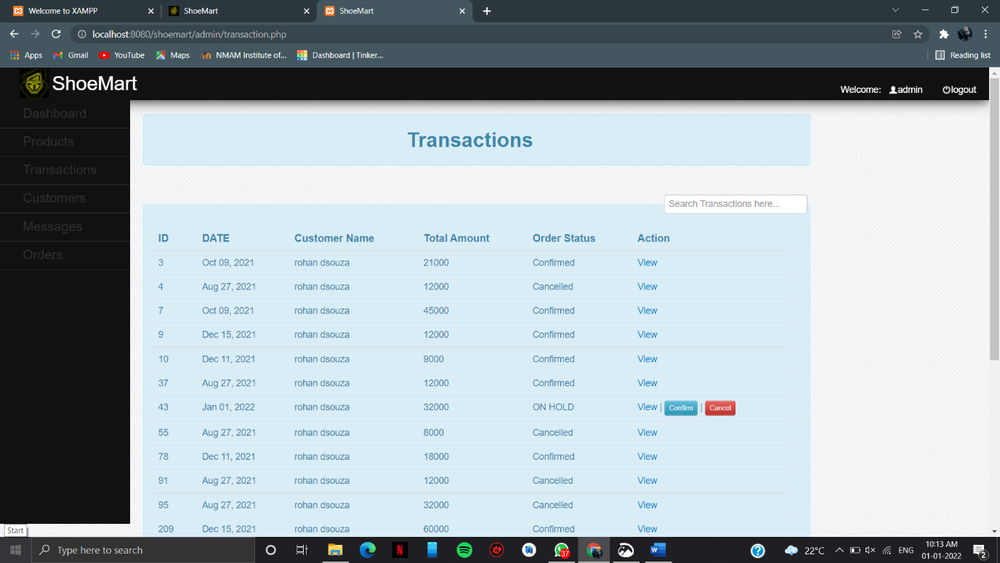 Welcome to XAMPP
ShoeMart
ShoeMart
localhost:8080/shoemart/admin/transaction.php
Apps
Gmail
YouTube
Maps
NMAM Institute of...
Dashboard | Tinker...
Reading list
ShoeMart
Welcome: admin logout
Dashboard
Products
Transactions
Customers
Messages
Orders
Transactions
Search Transactions here...
ID DATE Customer Name Total Amount Order Status Action
3 Oct 09, 2021 rohan dsouza 21000 Confirmed View
4 Aug 27, 2021 rohan dsouza 12000 Cancelled View
7 Oct 09, 2021 rohan dsouza 45000 Confirmed View
9 Dec 15, 2021 rohan dsouza 12000 Confirmed View
10 Dec 11, 2021 rohan dsouza 9000 Confirmed View
37 Aug 27, 2021 rohan dsouza 12000 Confirmed View
43 Jan 01, 2022 rohan dsouza 32000 ON HOLD View | Confirm | Cancel
55 Aug 27, 2021 rohan dsouza 8000 Cancelled View
78 Dec 11, 2021 rohan dsouza 18000 Confirmed View
91 Aug 27, 2021 rohan dsouza 12000 Cancelled View
95 Aug 27, 2021 rohan dsouza 32000 Cancelled View
209 Dec 15, 2021 rohan dsouza 60000 Confirmed View
Start
Type here to search
37
22°C
ENG
10:13 AM
01-01-2022
2